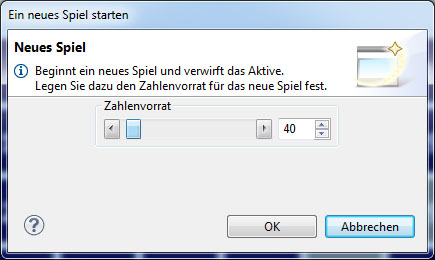 Ein neues Spiel starten
Neues Spiel
Beginnt ein neues Spiel und verwirft das Aktive.
Legen Sie dazu den Zahlenvorrat für das neue Spiel fest.
Zahlenvorrat
40
OK
Abbrechen